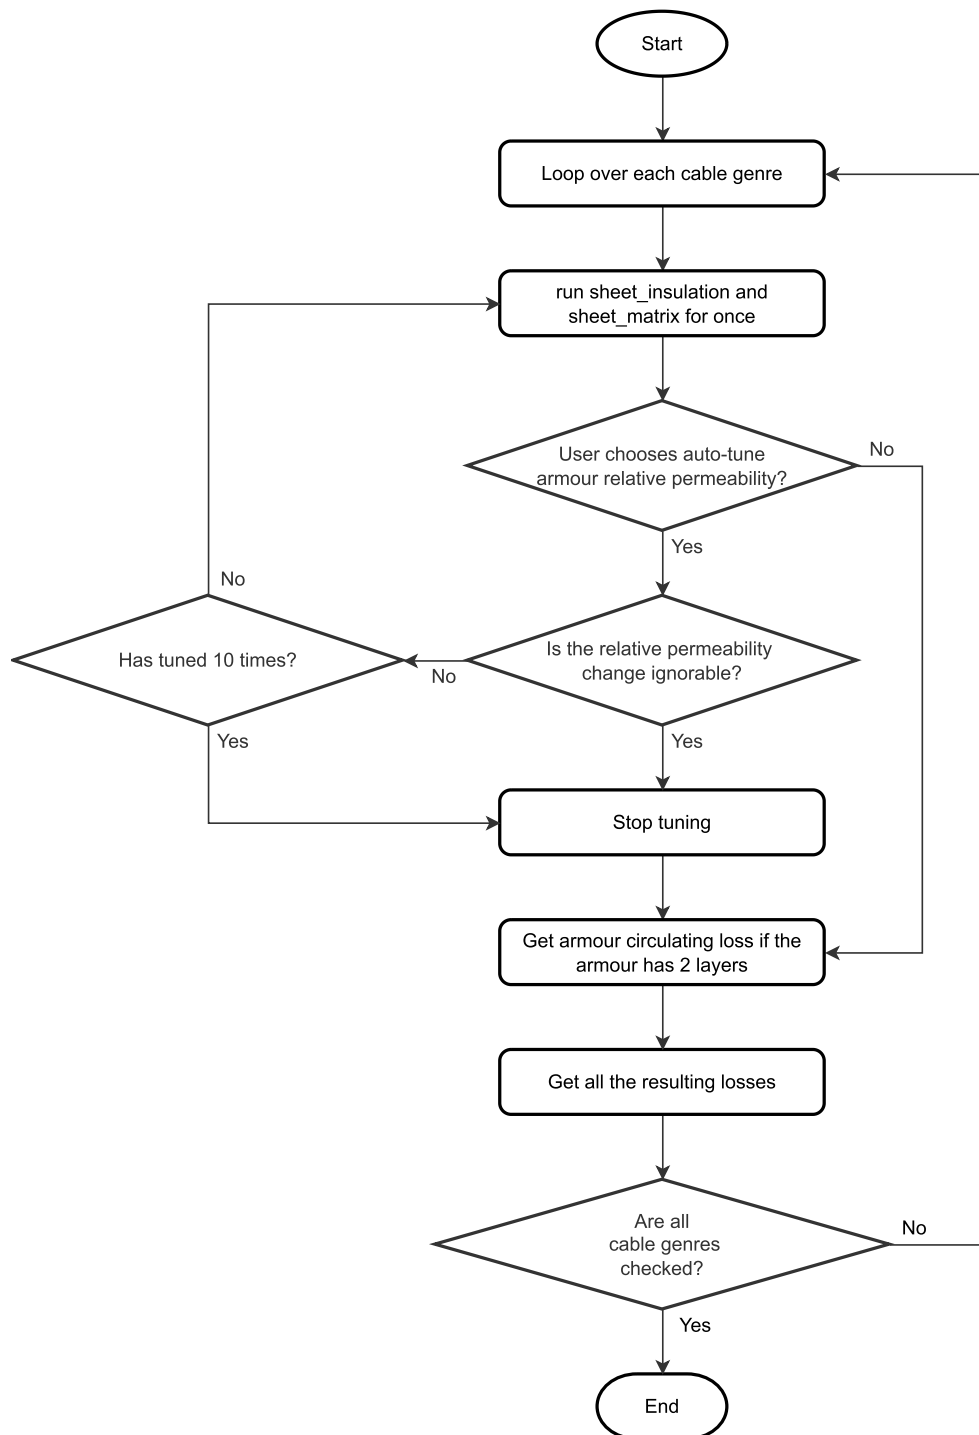 Start
Loop over each cable genre
run sheet_insulation and
sheet_matrix for once
User chooses auto-tune
armour relative permeability?
No
Yes
No
Has tuned 10 times?
Is the relative permeability
change ignorable?
No
Yes
Yes
Stop tuning
Get armour circulating loss if the
armour has 2 layers
Get all the resulting losses
Are all
cable genres
checked?
No
Yes
End